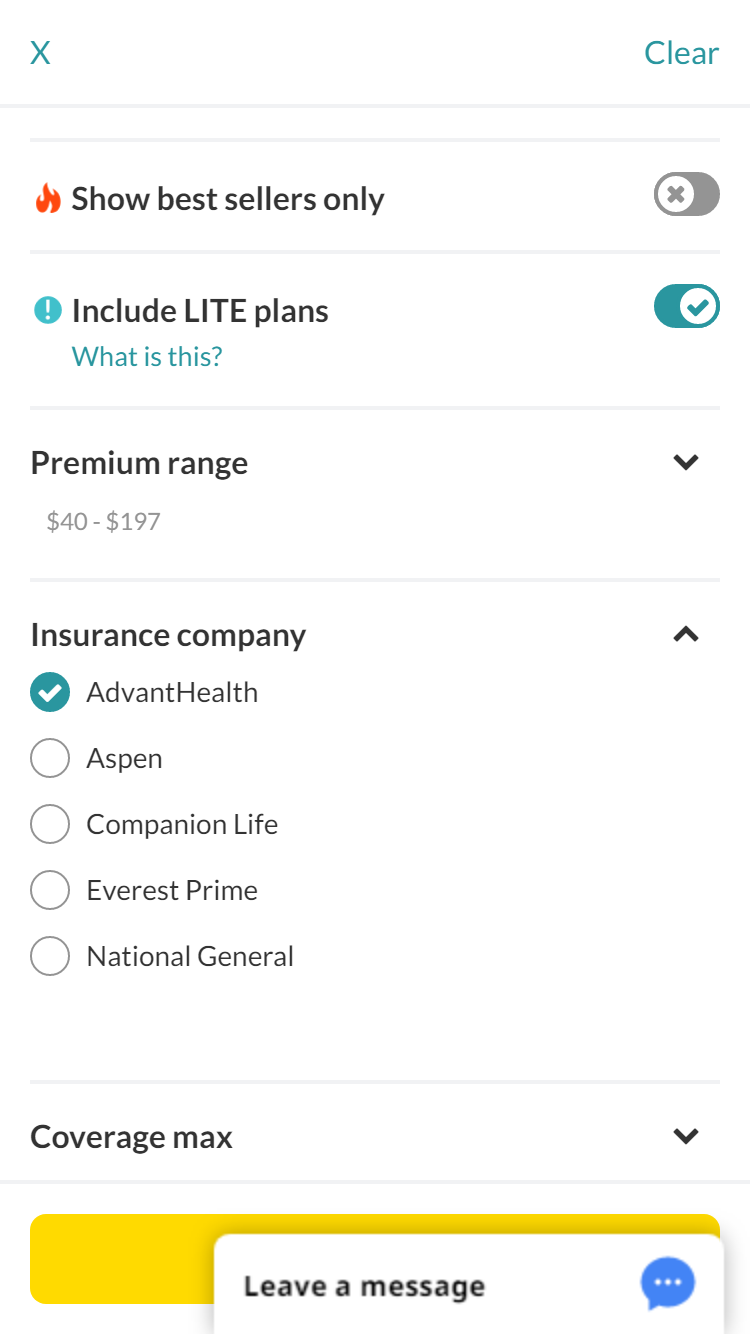 X
Clear
Show best sellers only
Include LITE plans
What is this?
Premium range
$40 - $197
Insurance company
AdvantHealth
Aspen
Companion Life
Everest Prime
National General
Coverage max
Leave a message